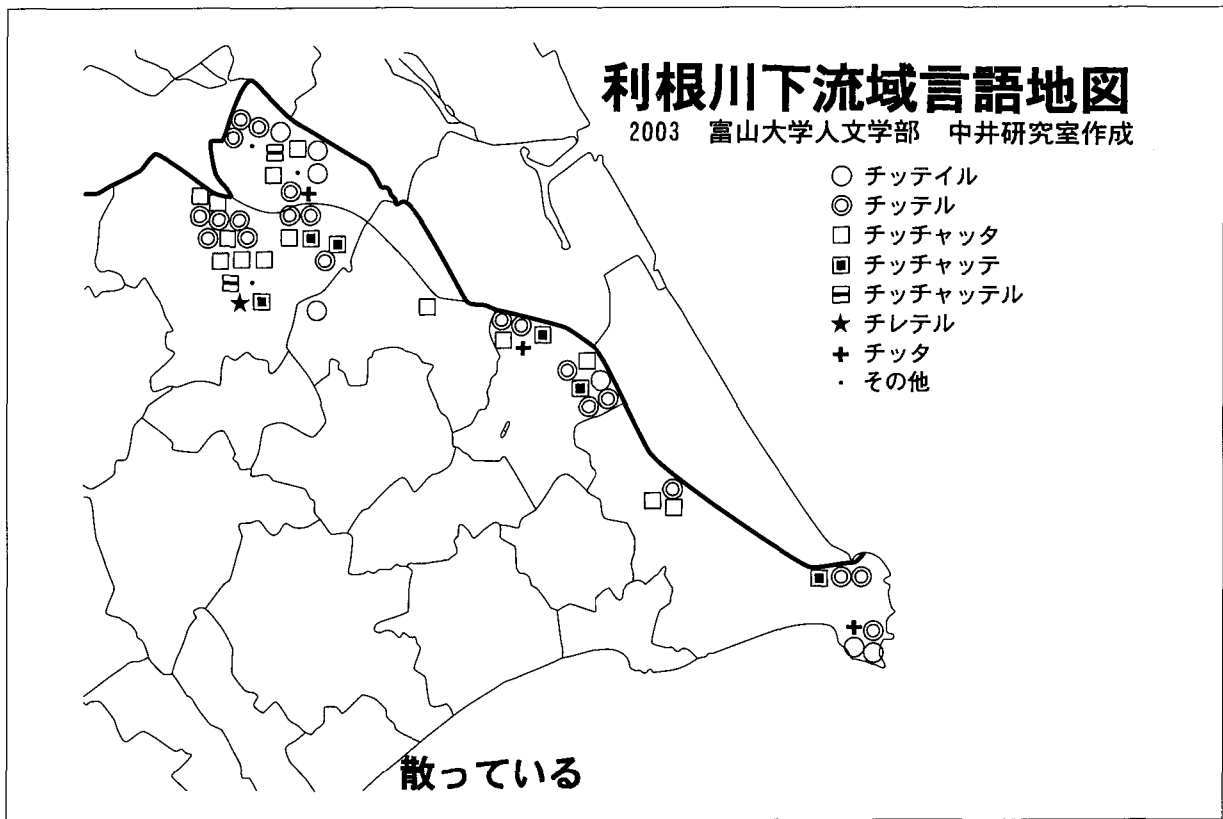 利根川下流域言語地図
2003 富山大学人文学部 中井研究室作成
○ チッテイル
◎ チッテル
□ チッチャッタ
▣ チッチャッテ
日 チッチャッテル
★ チレテル
+ チッタ
・ その他
散っている